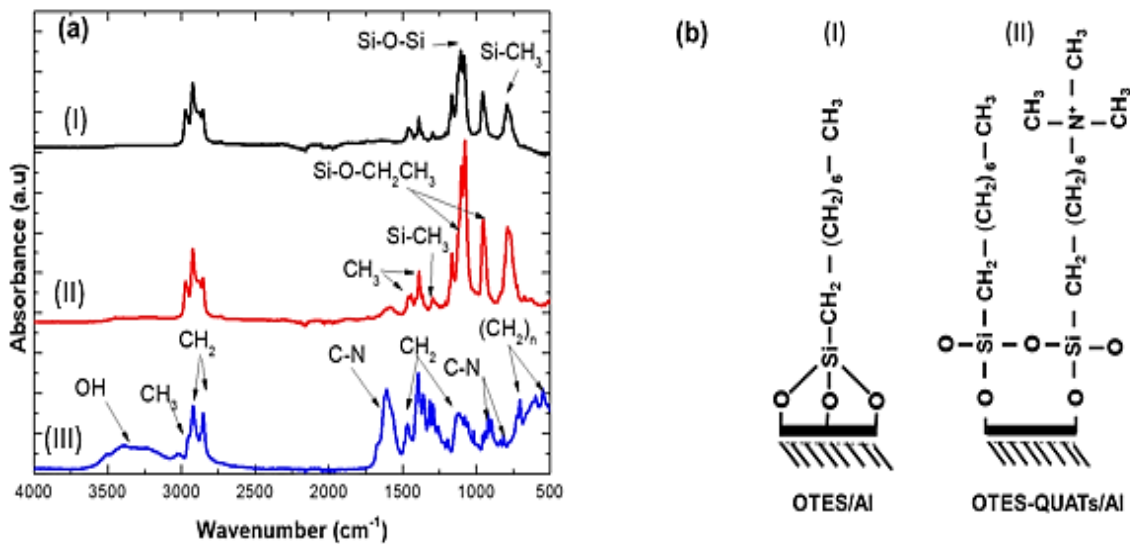 (a)
Absorbance (a.u)
Si-O-Si
Si-CH₃
(I)
Si-O-CH₂CH₃
Si-CH₃
CH₃
(II)
CH₂
(CH₂)ₙ
C-N
CH₂
C-N
OH
CH₃
(III)
4000 3500 3000 2500 2000 1500 1000 500
Wavenumber (cm⁻¹)
(b)
(I)
Si–CH₂ – (CH₂)₆ – CH₃
O O O
OTES/Al
(II)
CH₂ – (CH₂)₆ – CH₃
CH₂ – (CH₂)₆ – N⁺ – CH₃
CH₃
CH₃
O – Si – O – Si – O
O O
OTES-QUATs/Al